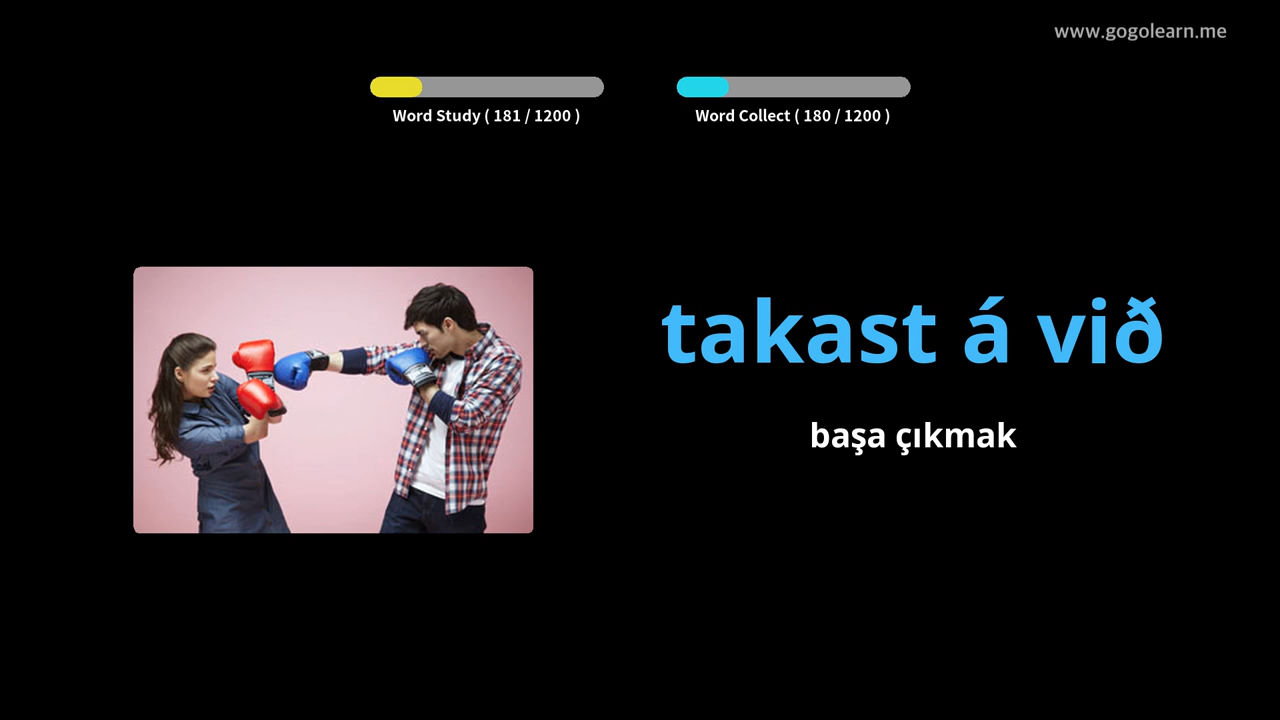 www.gogolearn.me
Word Study ( 181 / 1200 )
Word Collect ( 180 / 1200 )
takast á við
başa çıkmak